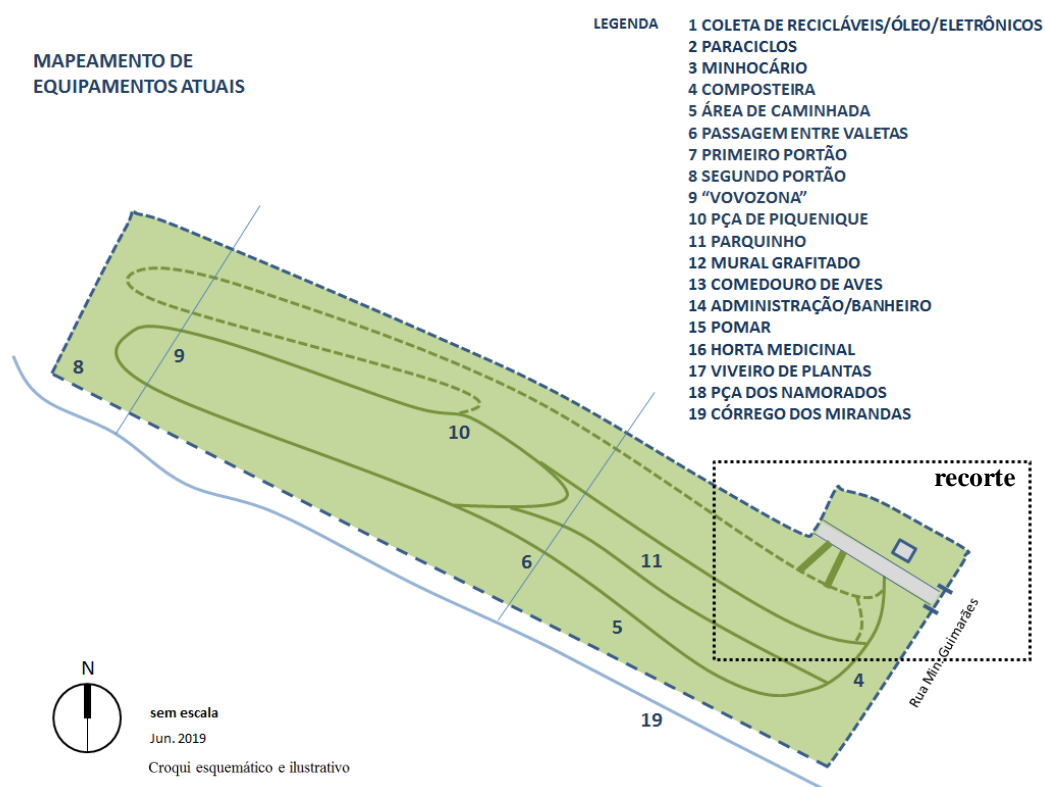 MAPEAMENTO DE
EQUIPAMENTOS ATUAIS
LEGENDA
1 COLETA DE RECICLÁVEIS/ÓLEO/ELETRÔNICOS
2 PARACICLOS
3 MINHOCÁRIO
4 COMPOSTEIRA
5 ÁREA DE CAMINHADA
6 PASSAGEM ENTRE VALETAS
7 PRIMEIRO PORTÃO
8 SEGUNDO PORTÃO
9 “VOVOZONA”
10 PÇA DE PIQUENIQUE
11 PARQUINHO
12 MURAL GRAFITADO
13 COMEDOURO DE AVES
14 ADMINISTRAÇÃO/BANHEIRO
15 POMAR
16 HORTA MEDICINAL
17 VIVEIRO DE PLANTAS
18 PÇA DOS NAMORADOS
19 CÓRREGO DOS MIRANDAS
8
9
10
recorte
6
11
5
4
19
Rua Min. Guimarães
N
sem escala
Jun. 2019
Croqui esquemático e ilustrativo